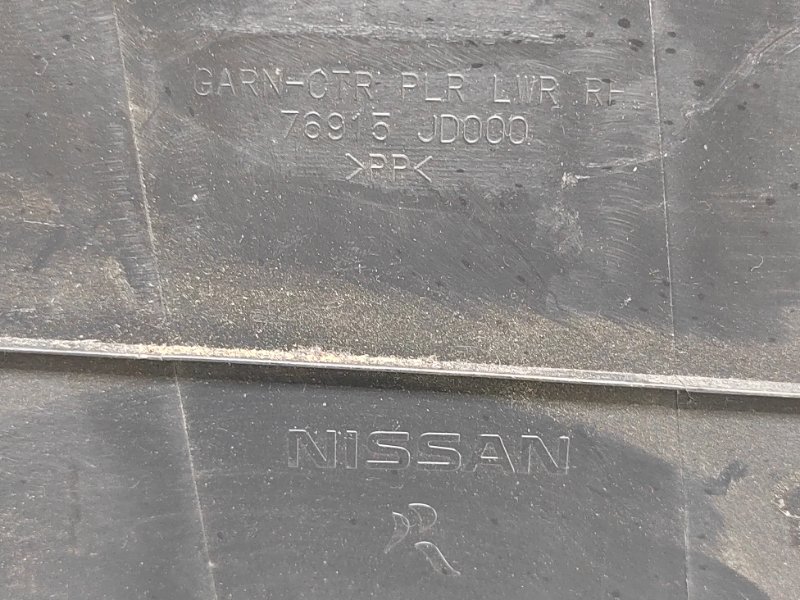 GARN-CTR PLR LWR RH
76915 JD000
>PP<
NISSAN